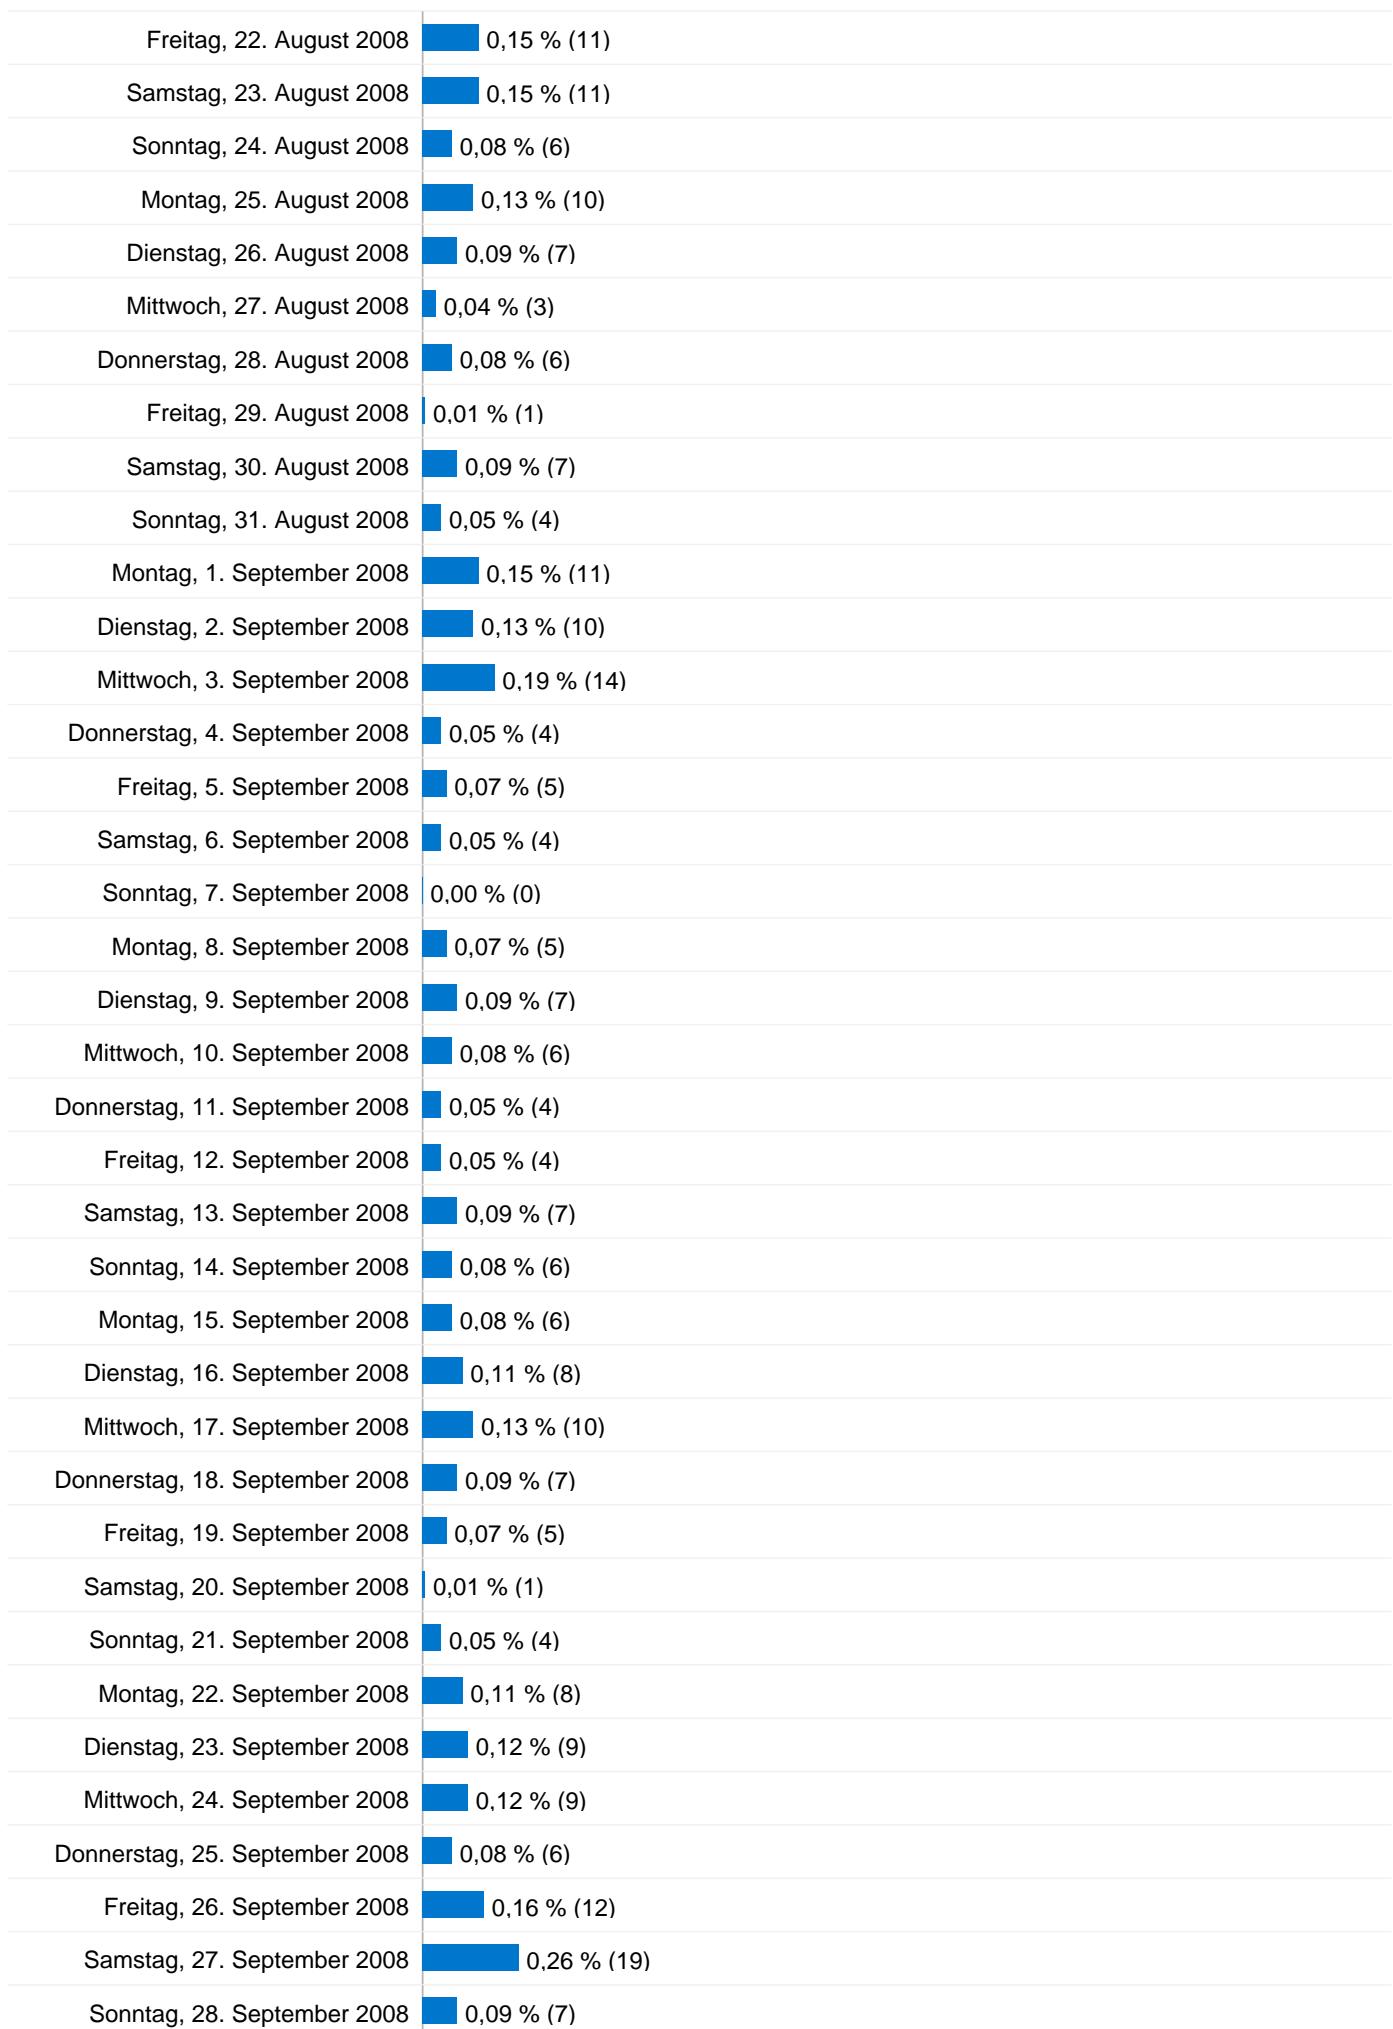 Freitag, 22. August 2008 0,15 % (11)
Samstag, 23. August 2008 0,15 % (11)
Sonntag, 24. August 2008 0,08 % (6)
Montag, 25. August 2008 0,13 % (10)
Dienstag, 26. August 2008 0,09 % (7)
Mittwoch, 27. August 2008 0,04 % (3)
Donnerstag, 28. August 2008 0,08 % (6)
Freitag, 29. August 2008 0,01 % (1)
Samstag, 30. August 2008 0,09 % (7)
Sonntag, 31. August 2008 0,05 % (4)
Montag, 1. September 2008 0,15 % (11)
Dienstag, 2. September 2008 0,13 % (10)
Mittwoch, 3. September 2008 0,19 % (14)
Donnerstag, 4. September 2008 0,05 % (4)
Freitag, 5. September 2008 0,07 % (5)
Samstag, 6. September 2008 0,05 % (4)
Sonntag, 7. September 2008 0,00 % (0)
Montag, 8. September 2008 0,07 % (5)
Dienstag, 9. September 2008 0,09 % (7)
Mittwoch, 10. September 2008 0,08 % (6)
Donnerstag, 11. September 2008 0,05 % (4)
Freitag, 12. September 2008 0,05 % (4)
Samstag, 13. September 2008 0,09 % (7)
Sonntag, 14. September 2008 0,08 % (6)
Montag, 15. September 2008 0,08 % (6)
Dienstag, 16. September 2008 0,11 % (8)
Mittwoch, 17. September 2008 0,13 % (10)
Donnerstag, 18. September 2008 0,09 % (7)
Freitag, 19. September 2008 0,07 % (5)
Samstag, 20. September 2008 0,01 % (1)
Sonntag, 21. September 2008 0,05 % (4)
Montag, 22. September 2008 0,11 % (8)
Dienstag, 23. September 2008 0,12 % (9)
Mittwoch, 24. September 2008 0,12 % (9)
Donnerstag, 25. September 2008 0,08 % (6)
Freitag, 26. September 2008 0,16 % (12)
Samstag, 27. September 2008 0,26 % (19)
Sonntag, 28. September 2008 0,09 % (7)